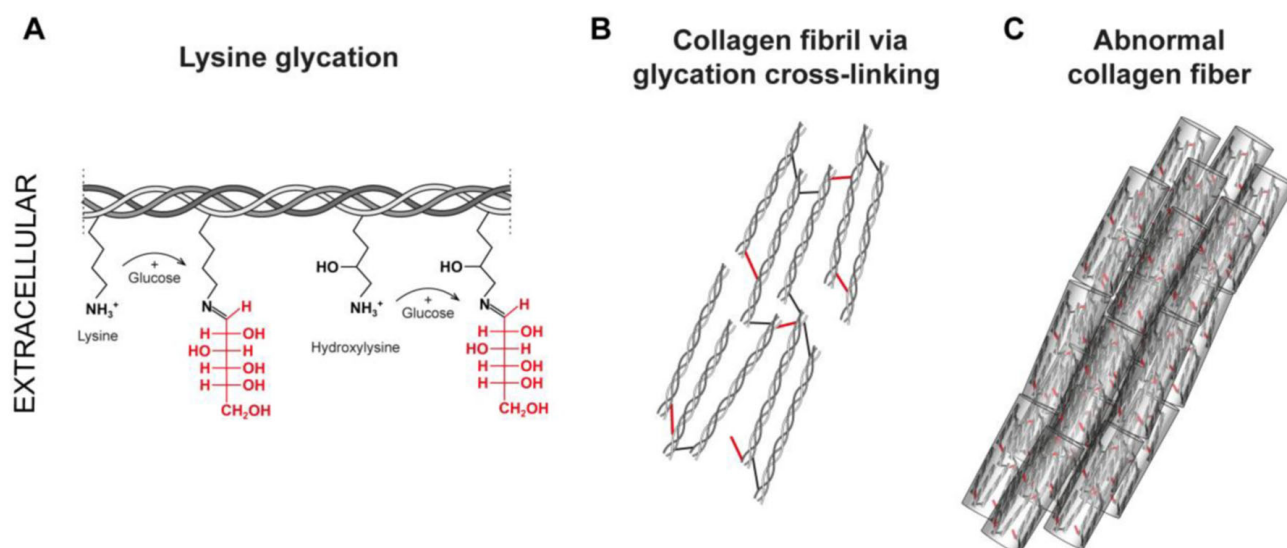 A
Lysine glycation
B
Collagen fibril via
glycation cross-linking
C
Abnormal
collagen fiber
EXTRACELLULAR
+
Glucose
NH₃⁺
Lysine
N
H
H OH
HO H
H OH
H OH
CH₂OH
HO
+
Glucose
NH₃⁺
Hydroxylysine
HO
N
H
H OH
HO H
H OH
H OH
CH₂OH